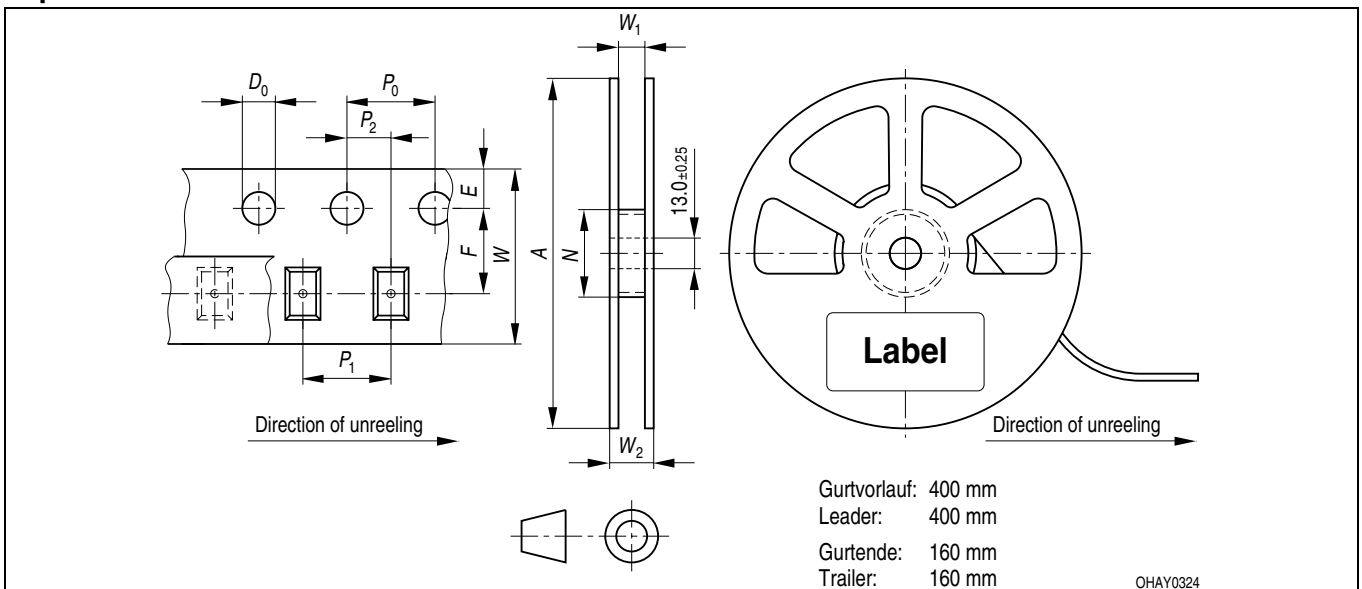 W1
D0
P0
P2
E
F
W
A
N
13.0±0.25
P1
Label
Direction of unreeling
W2
Direction of unreeling
Gurtvorlauf: 400 mm
Leader: 400 mm
Gurtende: 160 mm
Trailer: 160 mm
OHAY0324